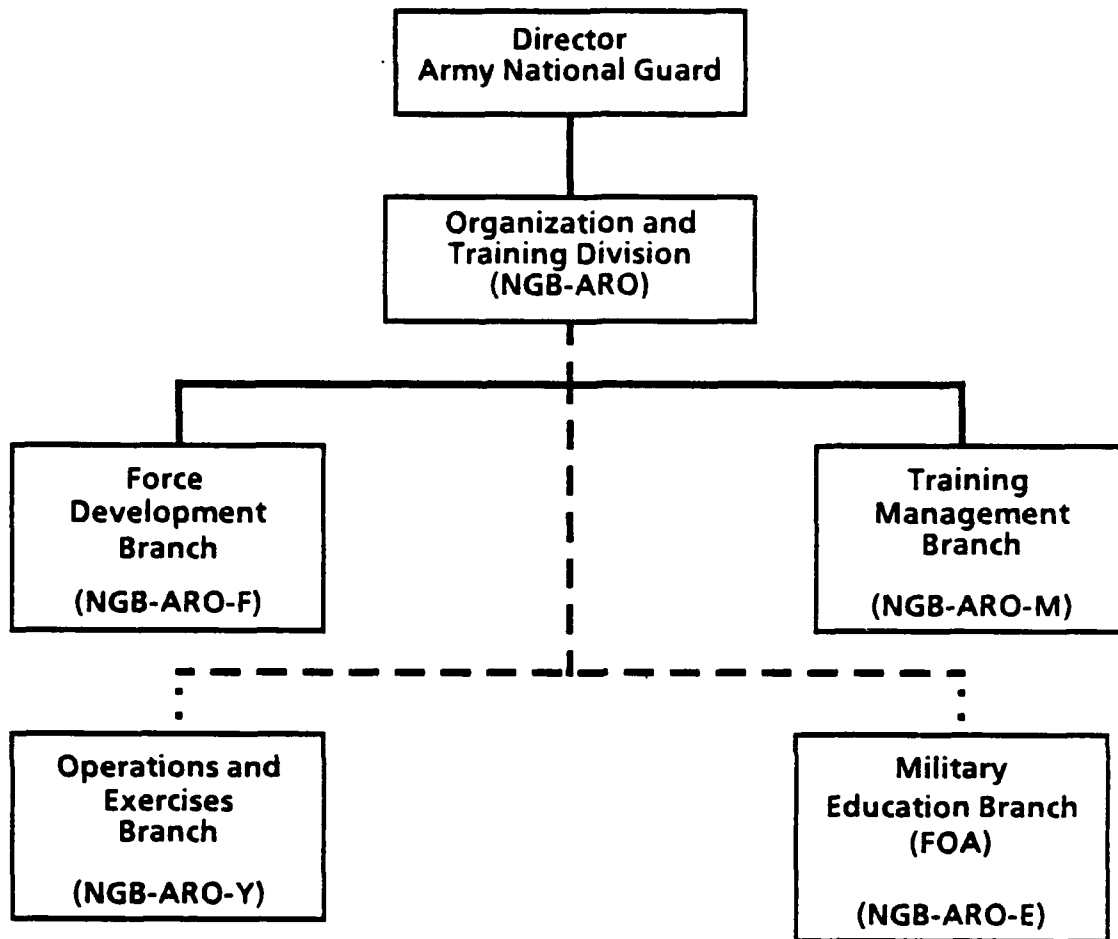 Director
Army National Guard
Organization and
Training Division
(NGB-ARO)
Force
Development
Branch
(NGB-ARO-F)
Training
Management
Branch
(NGB-ARO-M)
Operations and
Exercises
Branch
(NGB-ARO-Y)
Military
Education Branch
(FOA)
(NGB-ARO-E)